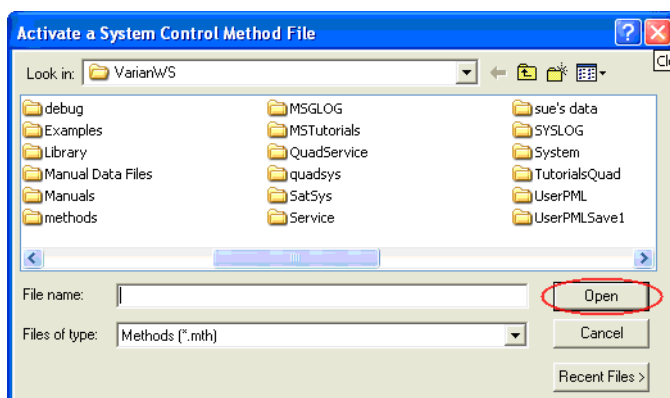 Activate a System Control Method File
Look in: VarianWS
debug MSGLOG sue's data
Examples MSTutorials SYSLOG
Library QuadService System
Manual Data Files quadsys TutorialsQuad
Manuals SatSys UserPML
methods Service UserPMLSave1
File name: Open
Files of type: Methods (*.mth) Cancel
Recent Files >